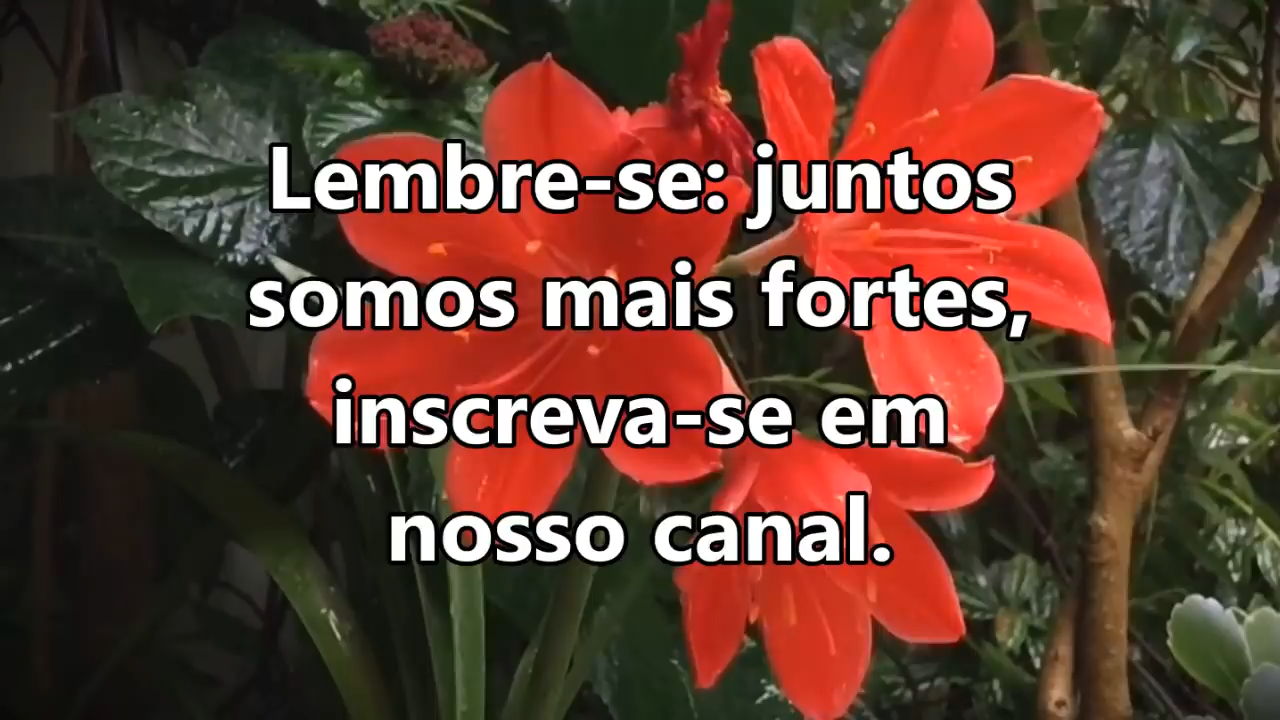 Lembre-se: juntos
somos mais fortes,
inscreva-se em
nosso canal.